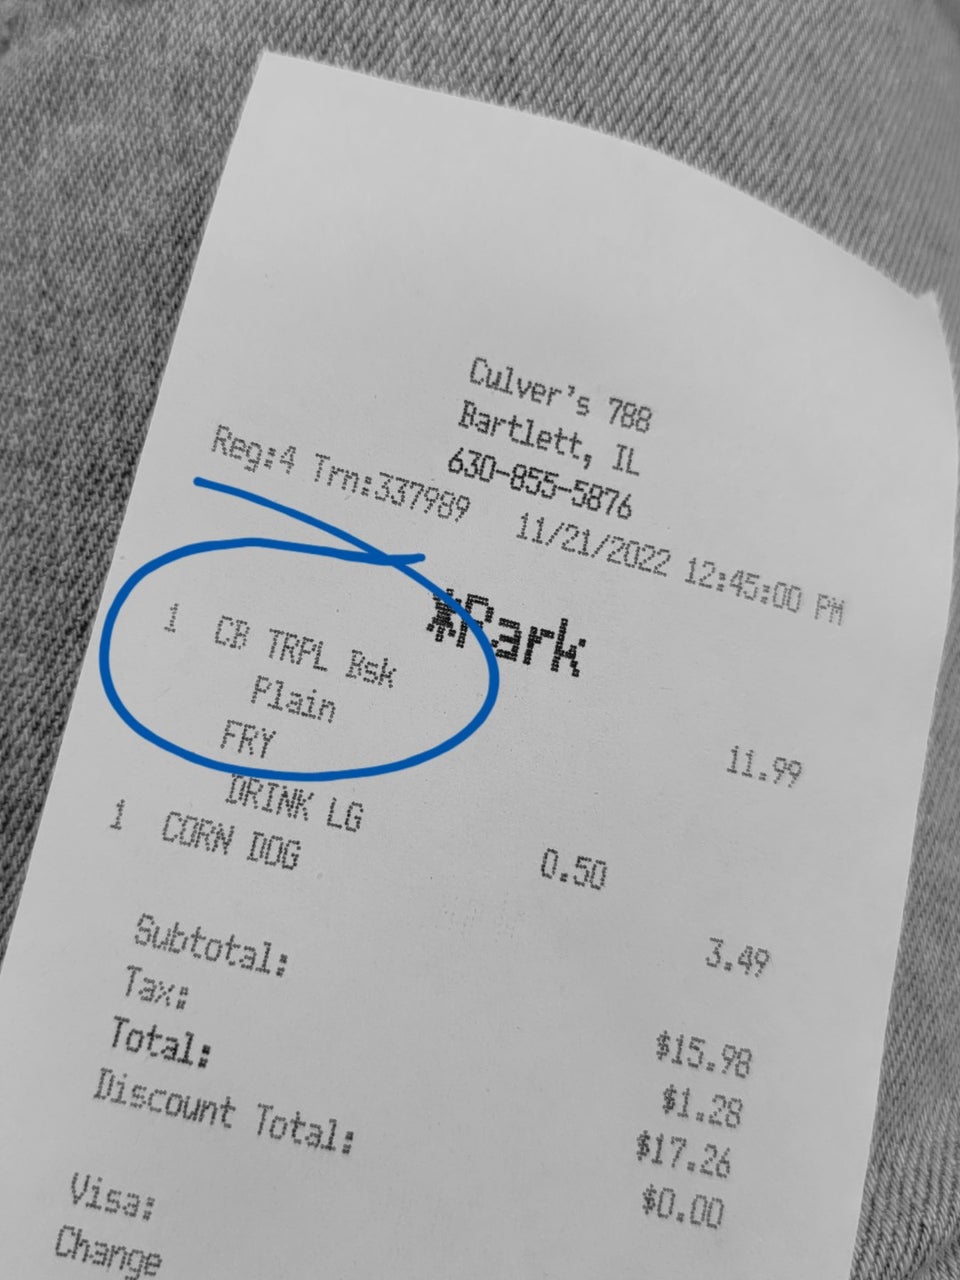 Culver's 788
Bartlett, IL
630-855-5876
Reg:4 Trn:337989 11/21/2022 12:45:00 PM
*Park
1 CB TRPL Bsk 11.99
Plain
FRY
DRINK LG 0.50
1 CORN DOG 3.49
Subtotal: $15.98
Tax: $1.28
Total: $17.26
Discount Total: $0.00
Visa:
Change